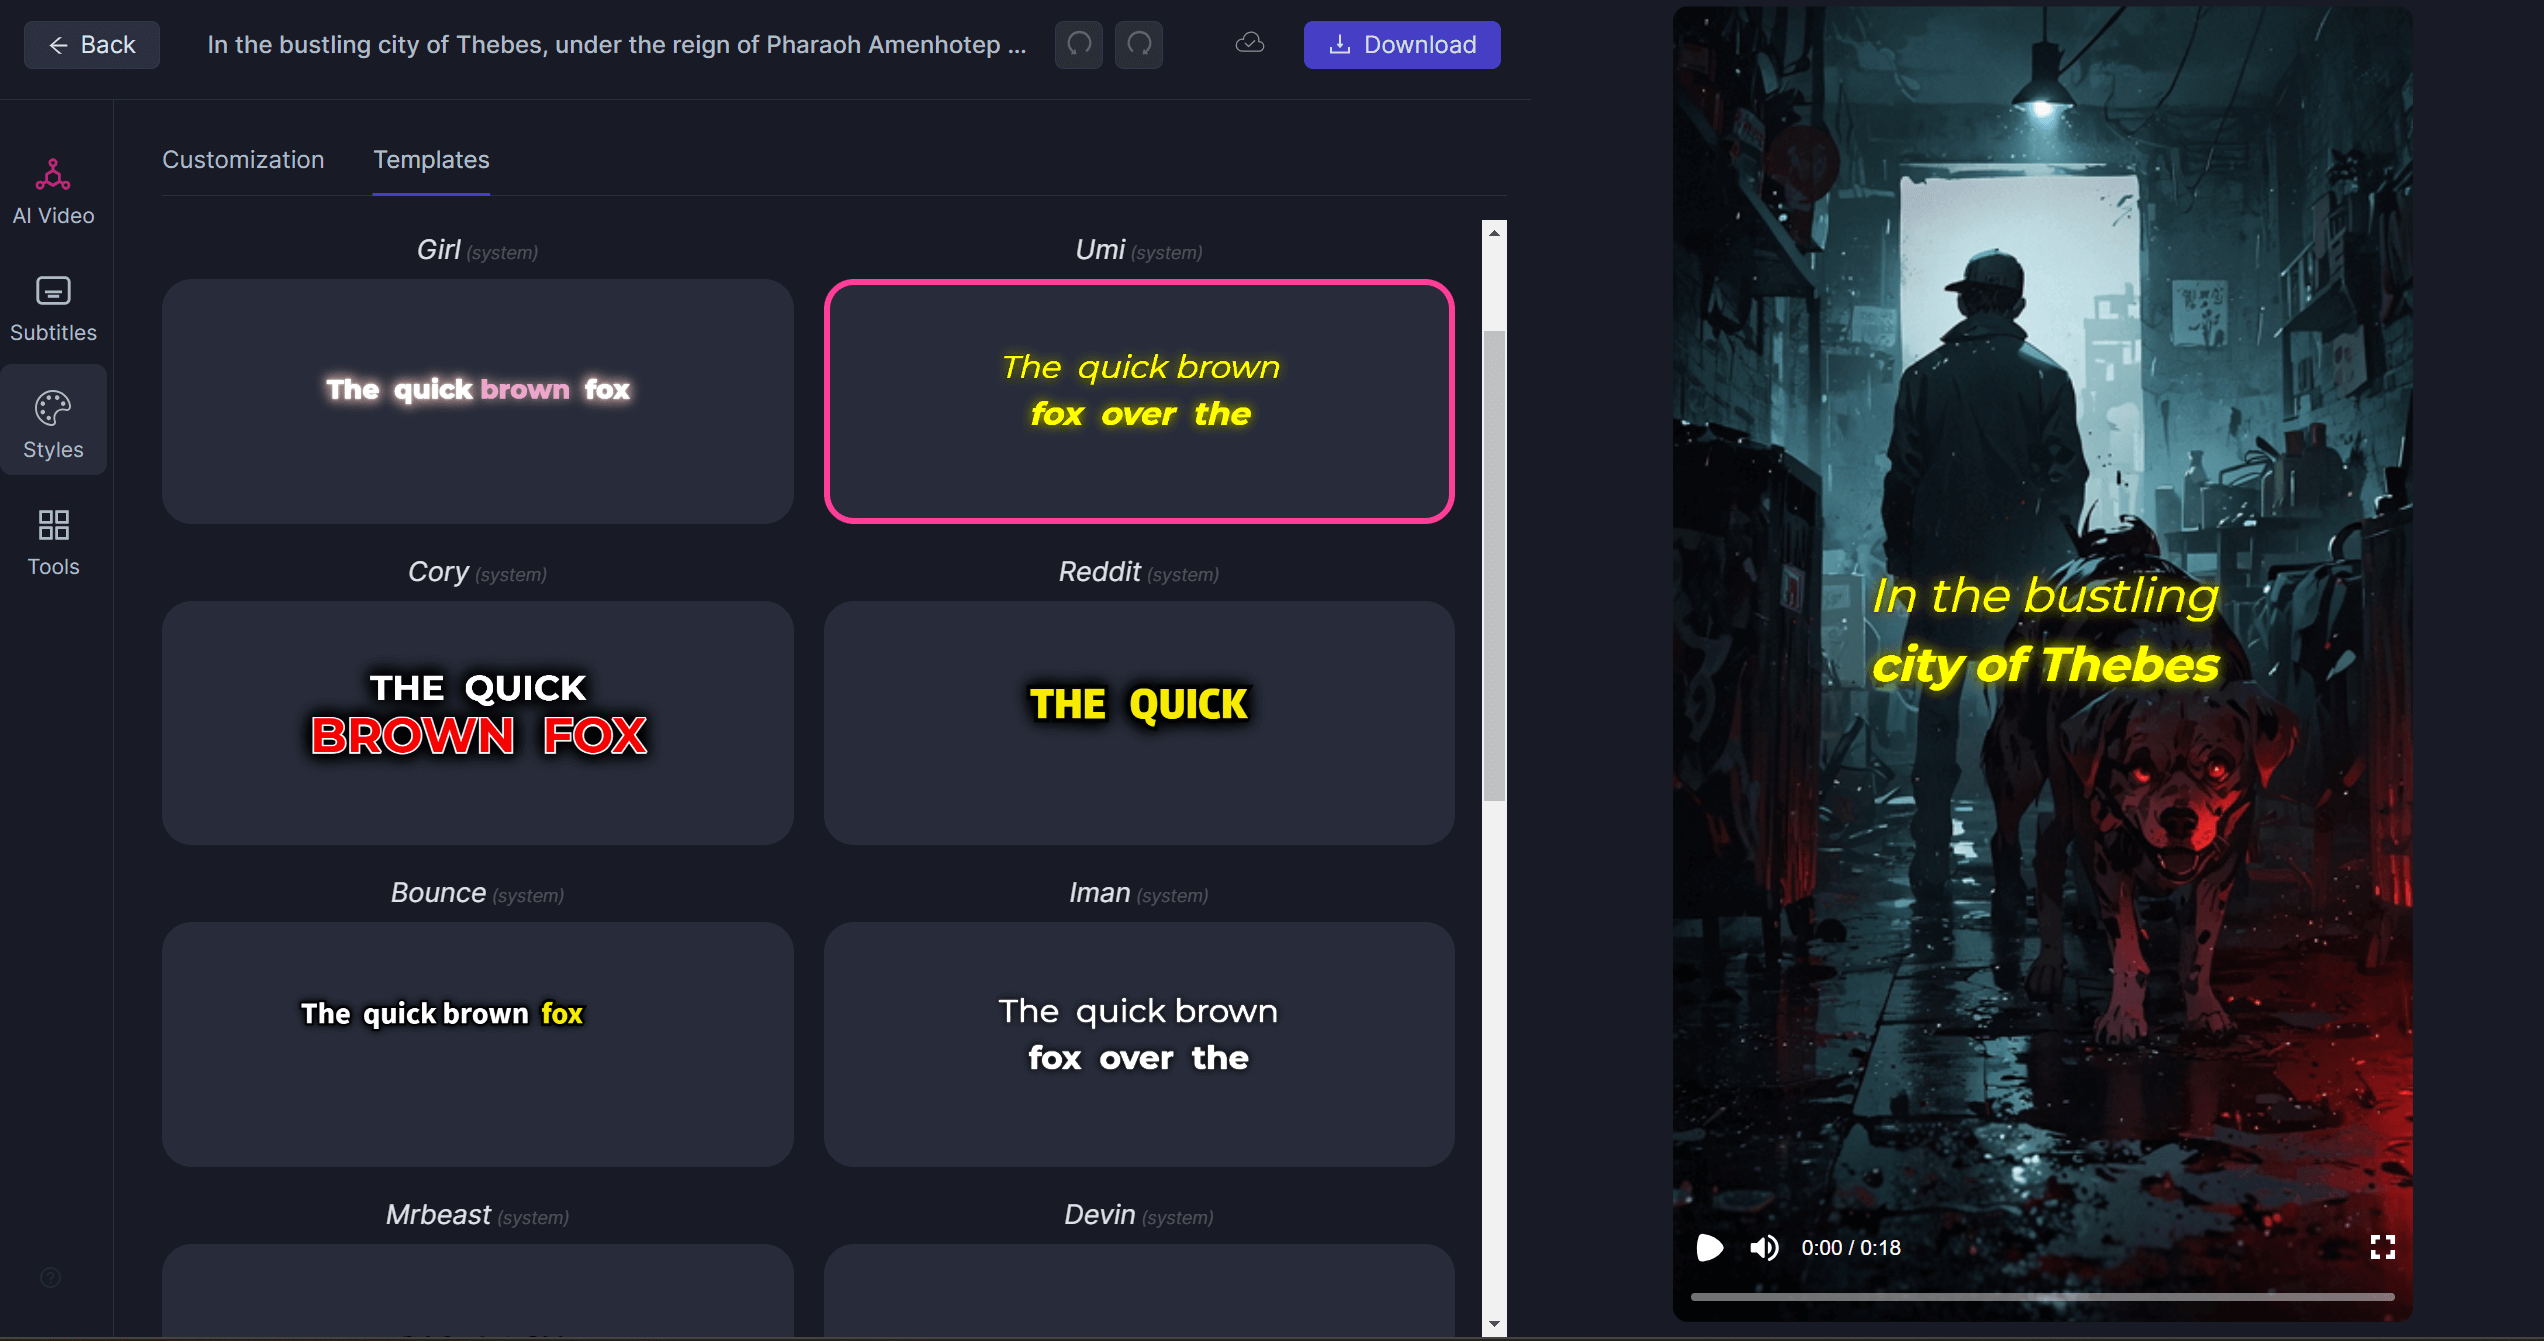 Back
In the bustling city of Thebes, under the reign of Pharaoh Amenhotep ...
Download
AI Video
Subtitles
Styles
Tools
Customization
Templates
Girl (system)
The quick brown fox
Umi (system)
The quick brown
fox over the
Cory (system)
THE QUICK
BROWN FOX
Reddit (system)
THE QUICK
Bounce (system)
The quick brown fox
Iman (system)
The quick brown
fox over the
Mrbeast (system)
Devin (system)
In the bustling
city of Thebes
0:00 / 0:18